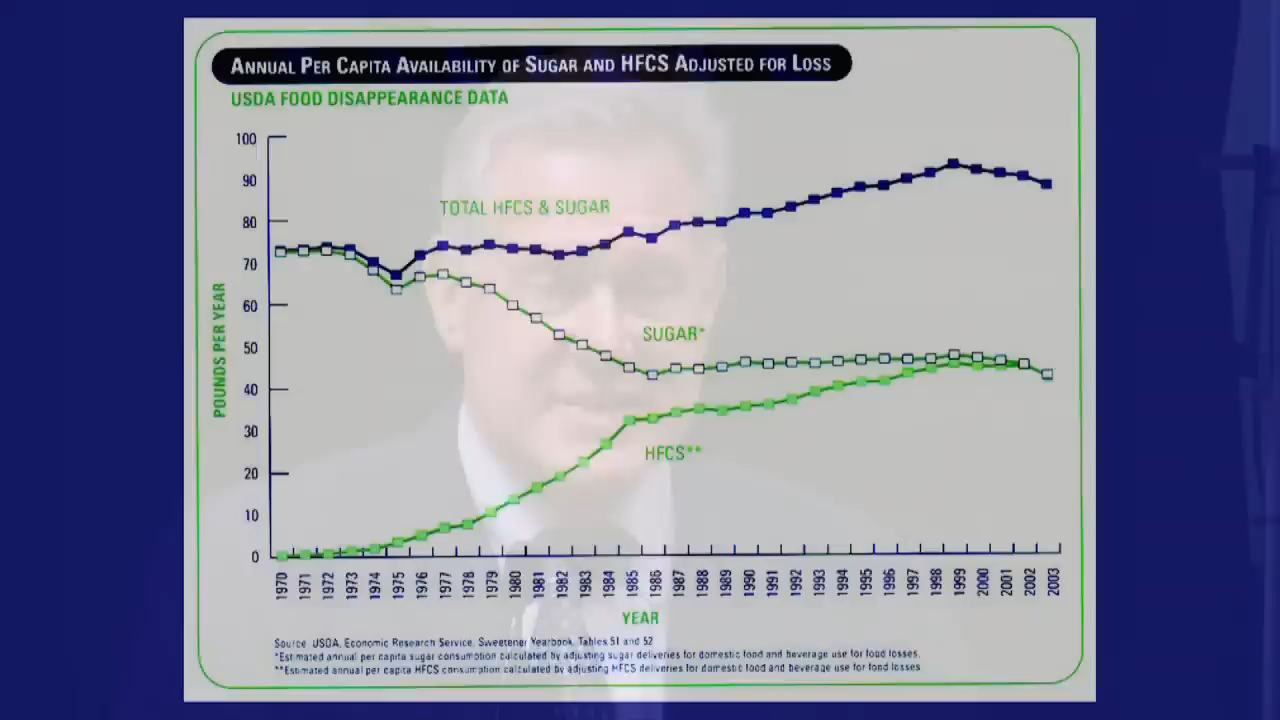 ANNUAL PER CAPITA AVAILABILITY OF SUGAR AND HFCS ADJUSTED FOR LOSS
USDA FOOD DISAPPEARANCE DATA
100
90
80
70
60
50
40
30
20
10
0
POUNDS PER YEAR
TOTAL HFCS & SUGAR
SUGAR*
HFCS**
1970 1971 1972 1973 1974 1975 1976 1977 1978 1979 1980 1981 1982 1983 1984 1985 1986 1987 1988 1989 1990 1991 1992 1993 1994 1995 1996 1997 1998 1999 2000 2001 2002 2003
YEAR
Source: USDA, Economic Research Service, Sweetener Yearbook, Tables 51 and 52
*Estimated annual per capita sugar consumption calculated by adjusting sugar deliveries for domestic food and beverage use for food losses.
**Estimated annual per capita HFCS consumption calculated by adjusting HFCS deliveries for domestic food and beverage use for food losses